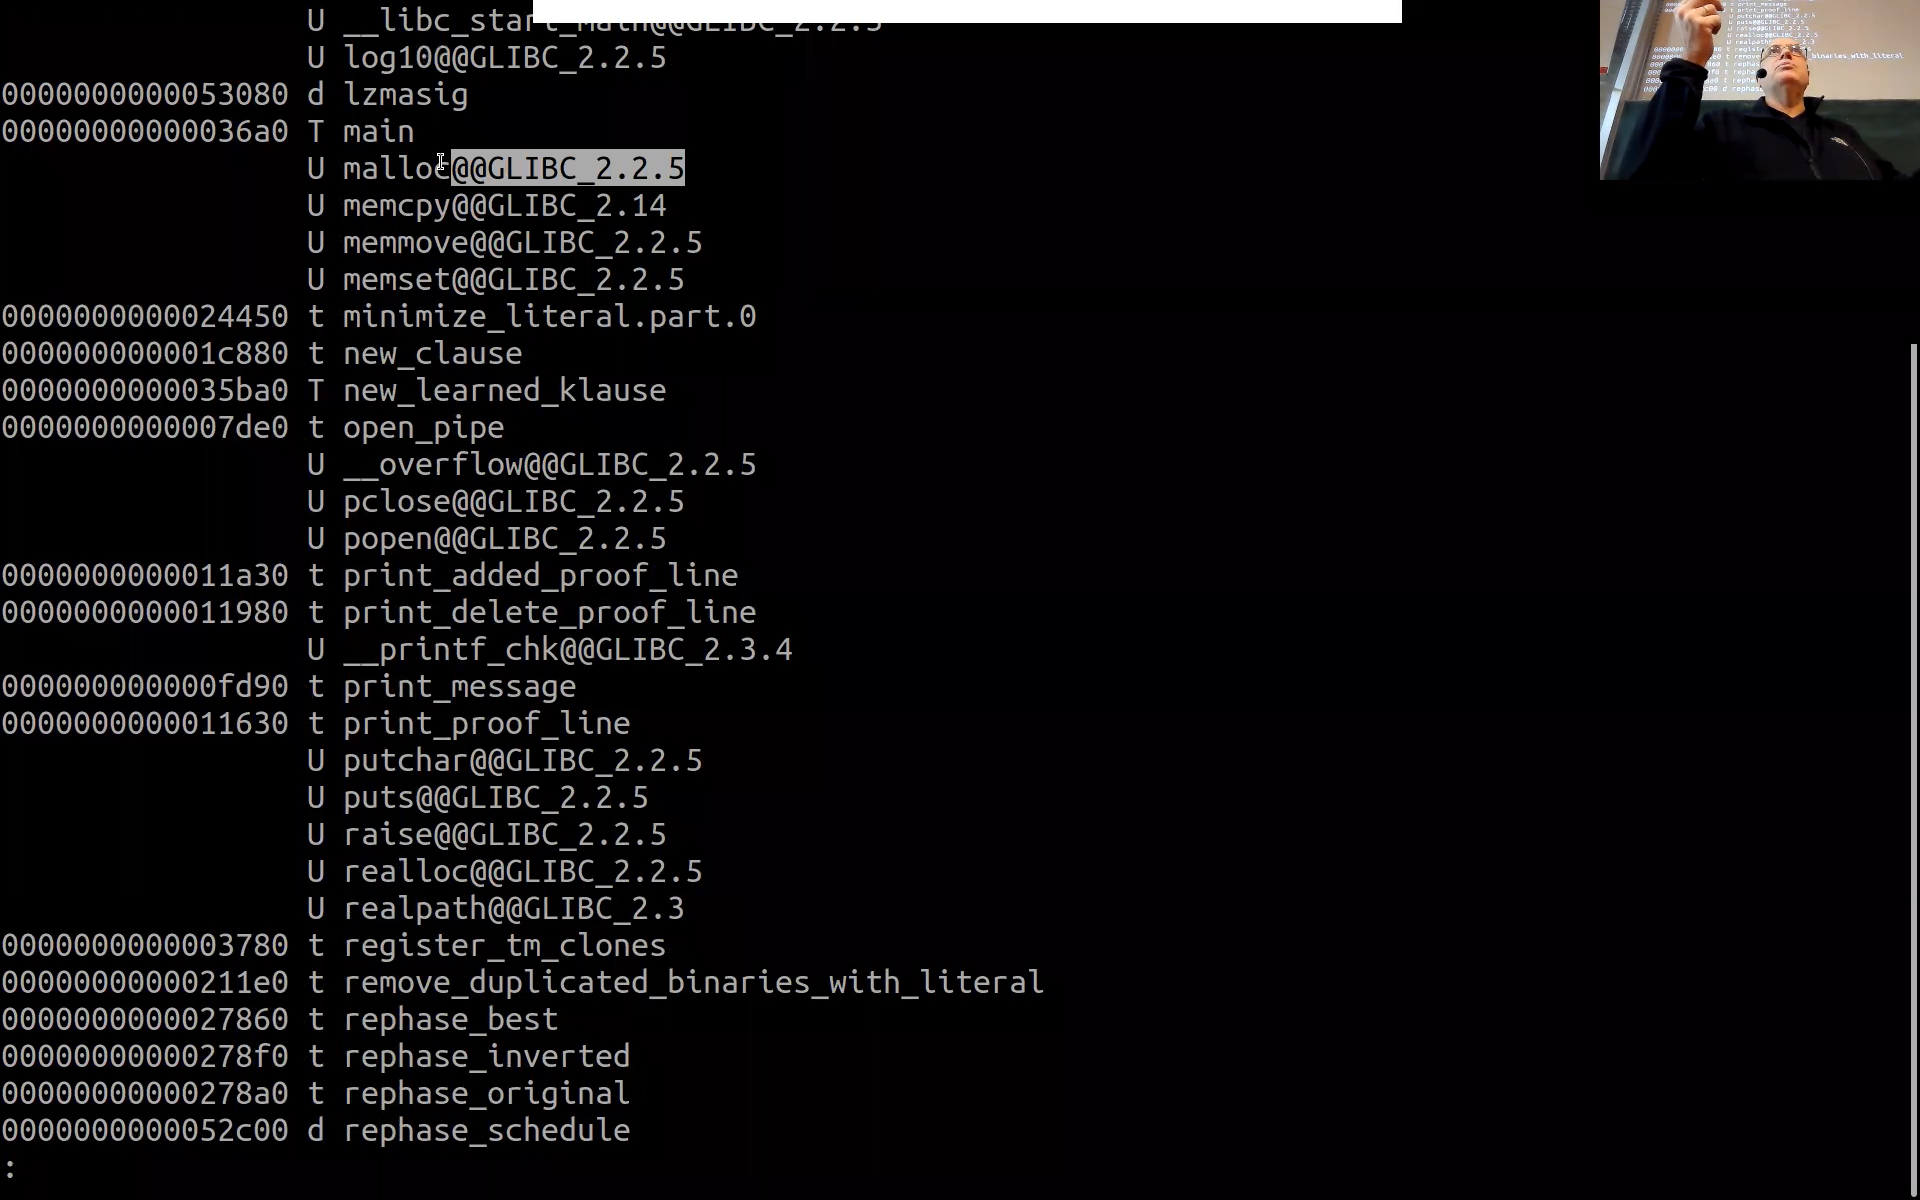 U __libc_start_main@@GLIBC_2.2.5
U log10@@GLIBC_2.2.5
0000000000053080 d lzmasig
00000000000036a0 T main
U malloc@@GLIBC_2.2.5
U memcpy@@GLIBC_2.14
U memmove@@GLIBC_2.2.5
U memset@@GLIBC_2.2.5
0000000000024450 t minimize_literal.part.0
000000000001c880 t new_clause
0000000000035ba0 T new_learned_klause
0000000000007de0 t open_pipe
U __overflow@@GLIBC_2.2.5
U pclose@@GLIBC_2.2.5
U popen@@GLIBC_2.2.5
0000000000011a30 t print_added_proof_line
0000000000011980 t print_delete_proof_line
U __printf_chk@@GLIBC_2.3.4
000000000000fd90 t print_message
0000000000011630 t print_proof_line
U putchar@@GLIBC_2.2.5
U puts@@GLIBC_2.2.5
U raise@@GLIBC_2.2.5
U realloc@@GLIBC_2.2.5
U realpath@@GLIBC_2.3
0000000000003780 t register_tm_clones
00000000000211e0 t remove_duplicated_binaries_with_literal
0000000000027860 t rephase_best
00000000000278f0 t rephase_inverted
00000000000278a0 t rephase_original
0000000000052c00 d rephase_schedule
: